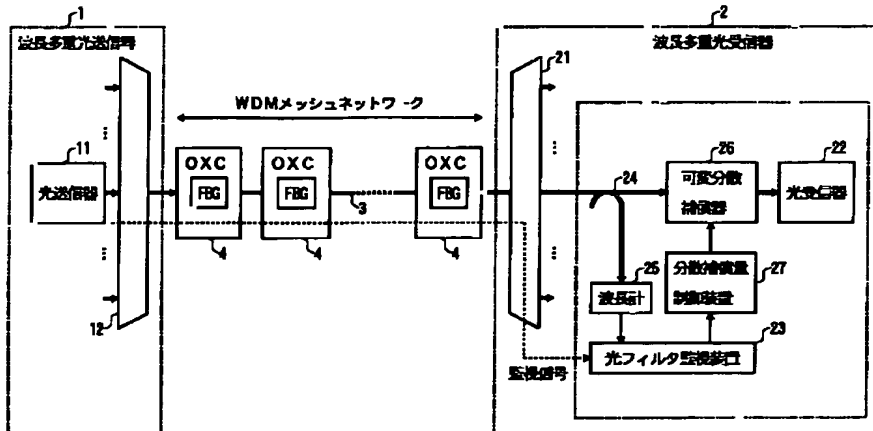 1
波長多重光送信号
11
光送信器
12
WDMメッシュネットワーク
OXC
FBG
4
OXC
FBG
4
3
OXC
FBG
4
2
波長多重光受信器
21
24
26
可変分散
補償器
22
光受信器
25
波長計
27
分散補償量
制御装置
23
光フィルタ監視装置
監視信号